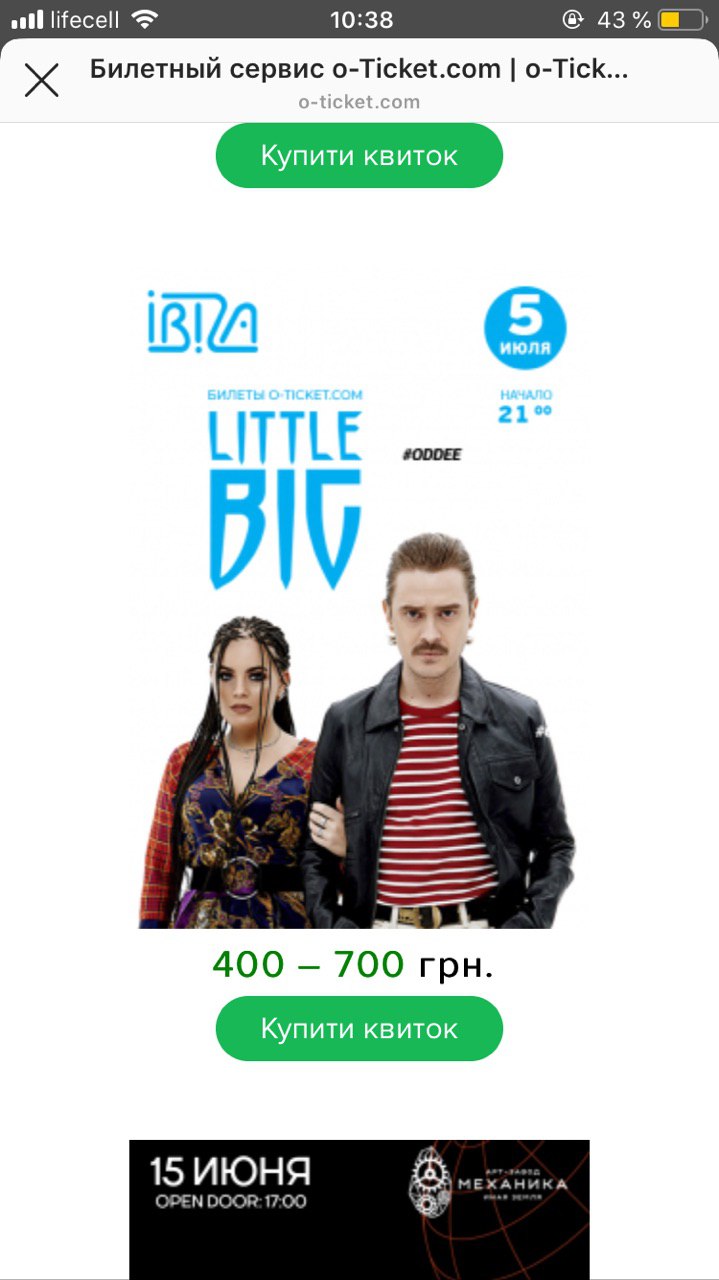 lifecell 10:38 43 %
Билетный сервис o-Ticket.com | o-Tick...
o-ticket.com
Купити квиток
iBIZA
5
ИЮЛЯ
БИЛЕТЫ O-TICKET.COM
LITTLE
BIG
НАЧАЛО
21 00
#ODDEE
400 – 700 грн.
Купити квиток
15 ИЮНЯ
OPEN DOOR: 17:00
АРТ-ЗАВОД
МЕХАНИКА
ИНАЯ ЗЕМЛЯ